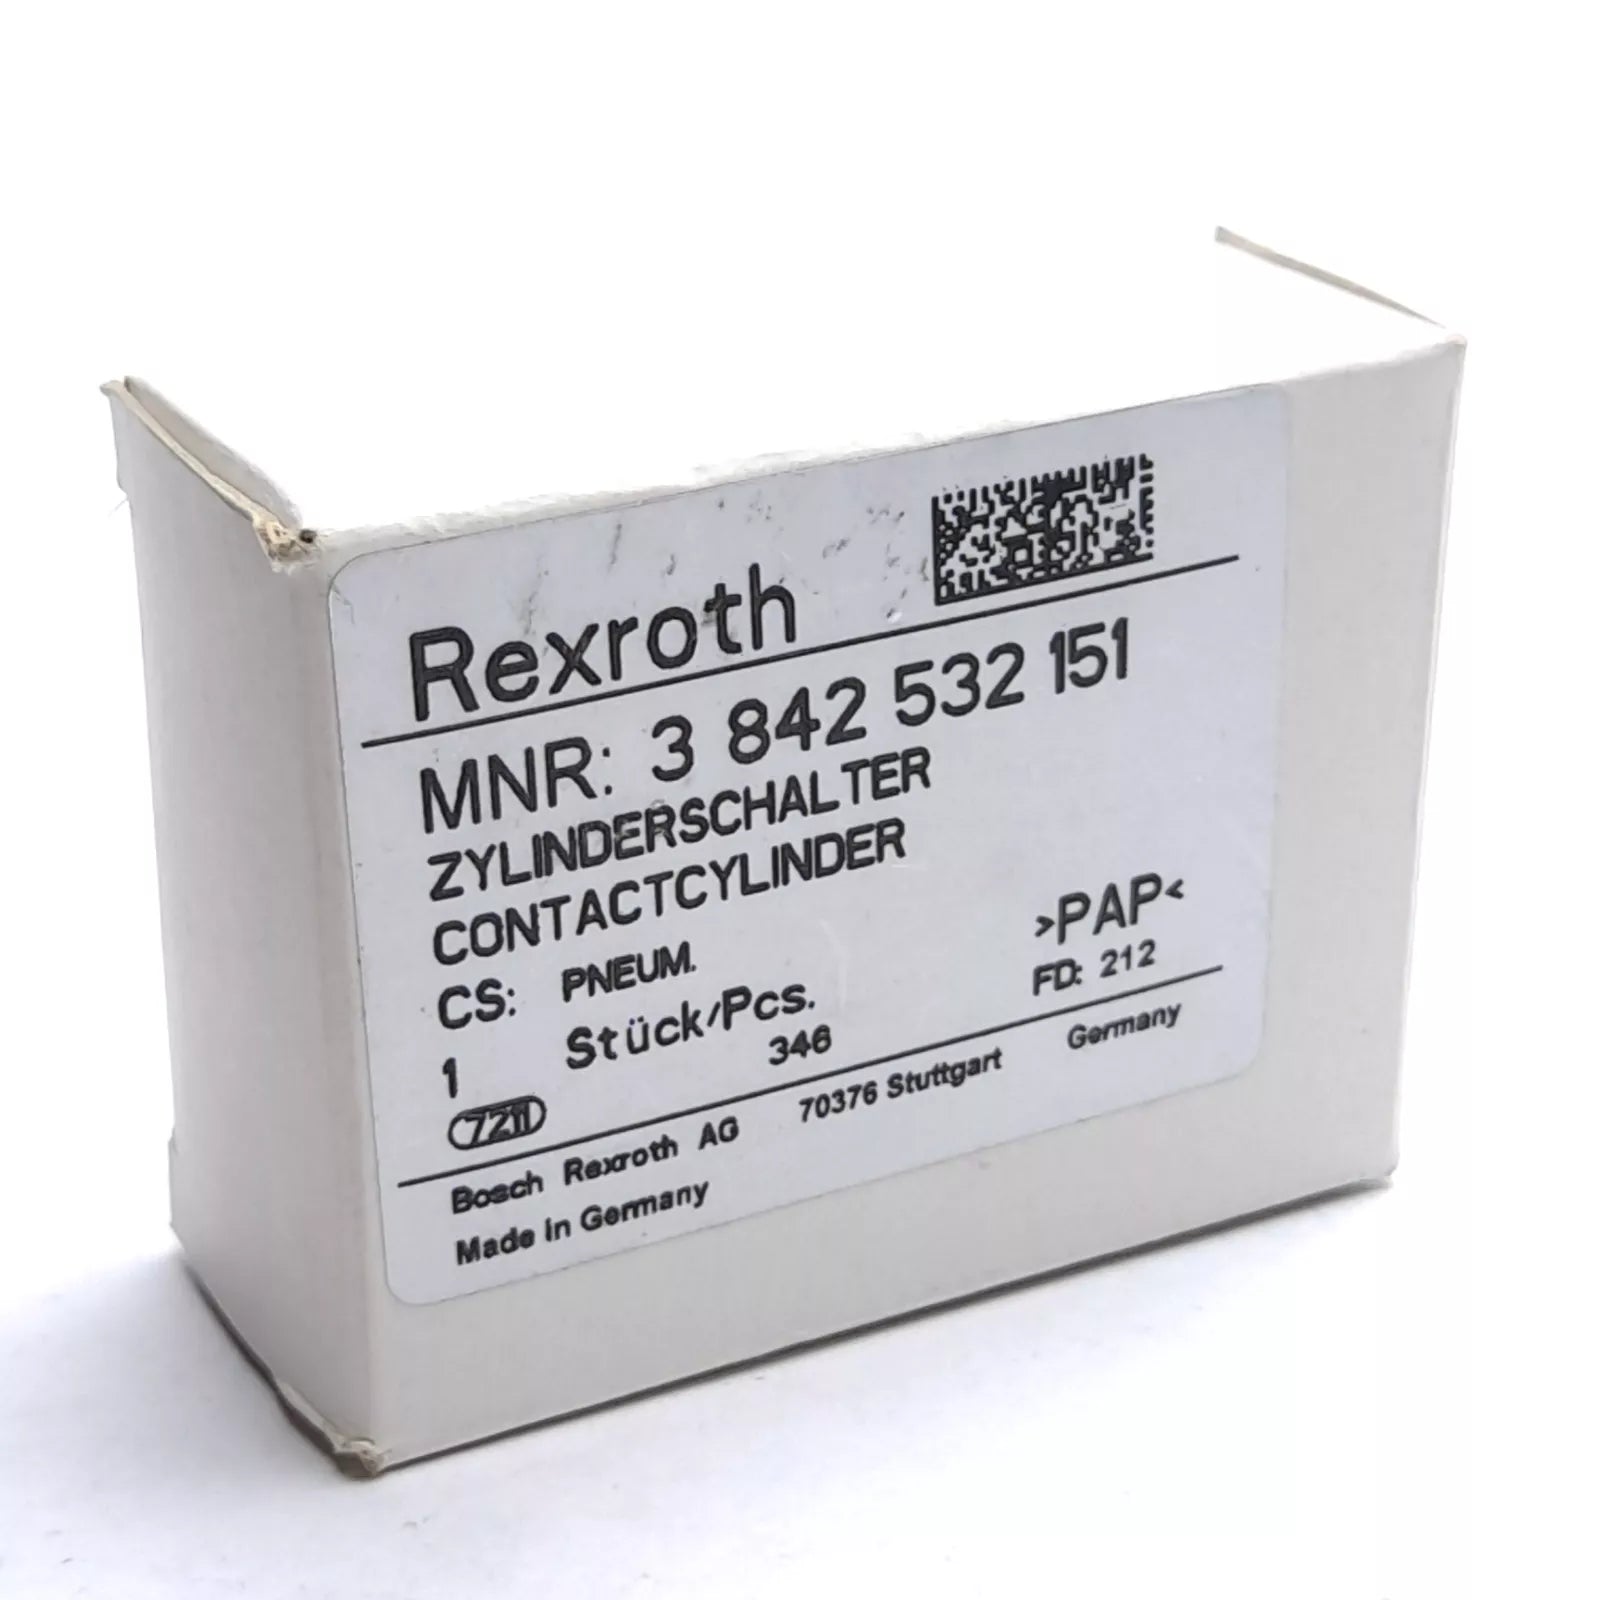 Rexroth
MNR: 3 842 532 151
ZYLINDERSCHALTER
CONTACTCYLINDER
CS: PNEUM. >PAP<
1 Stück/Pcs. FD: 212
7211 346
Bosch Rexroth AG 70376 Stuttgart Germany
Made in Germany